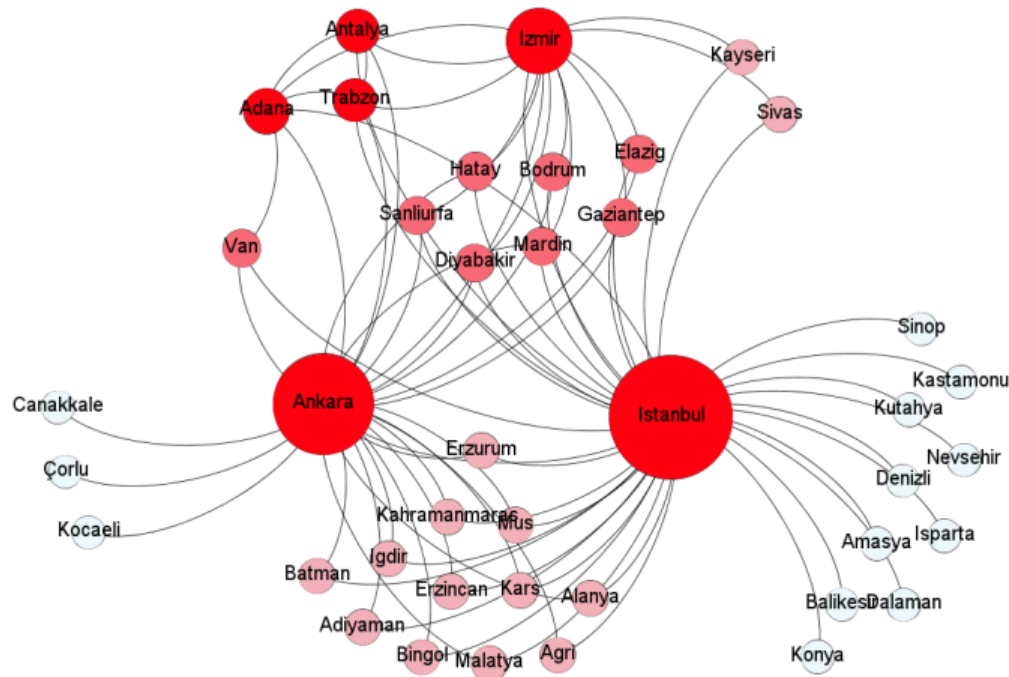 Antalya
Izmir
Kayseri
Adana
Trabzon
Sivas
Elazig
Hatay
Bodrum
Sanliurfa
Gaziantep
Van
Diyabakir
Mardin
Sinop
Kastamonu
Canakkale
Ankara
Istanbul
Kutahya
Erzurum
Nevsehir
Çorlu
Denizli
Kocaeli
Kahramanmaras
Mus
Isparta
Amasya
Igdir
Batman
Erzincan
Kars
Alanya
Balikesir
Dalaman
Adiyaman
Bingol
Malatya
Agri
Konya